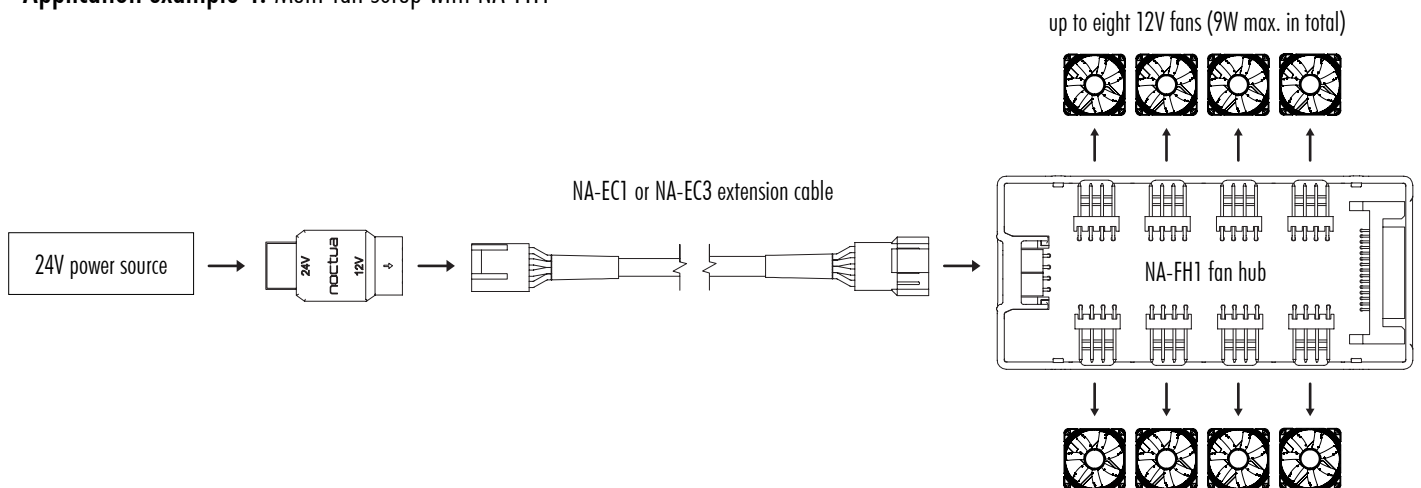 up to eight 12V fans (9W max. in total)
NA-EC1 or NA-EC3 extension cable
24V power source
24V
noctua
12V
NA-FH1 fan hub